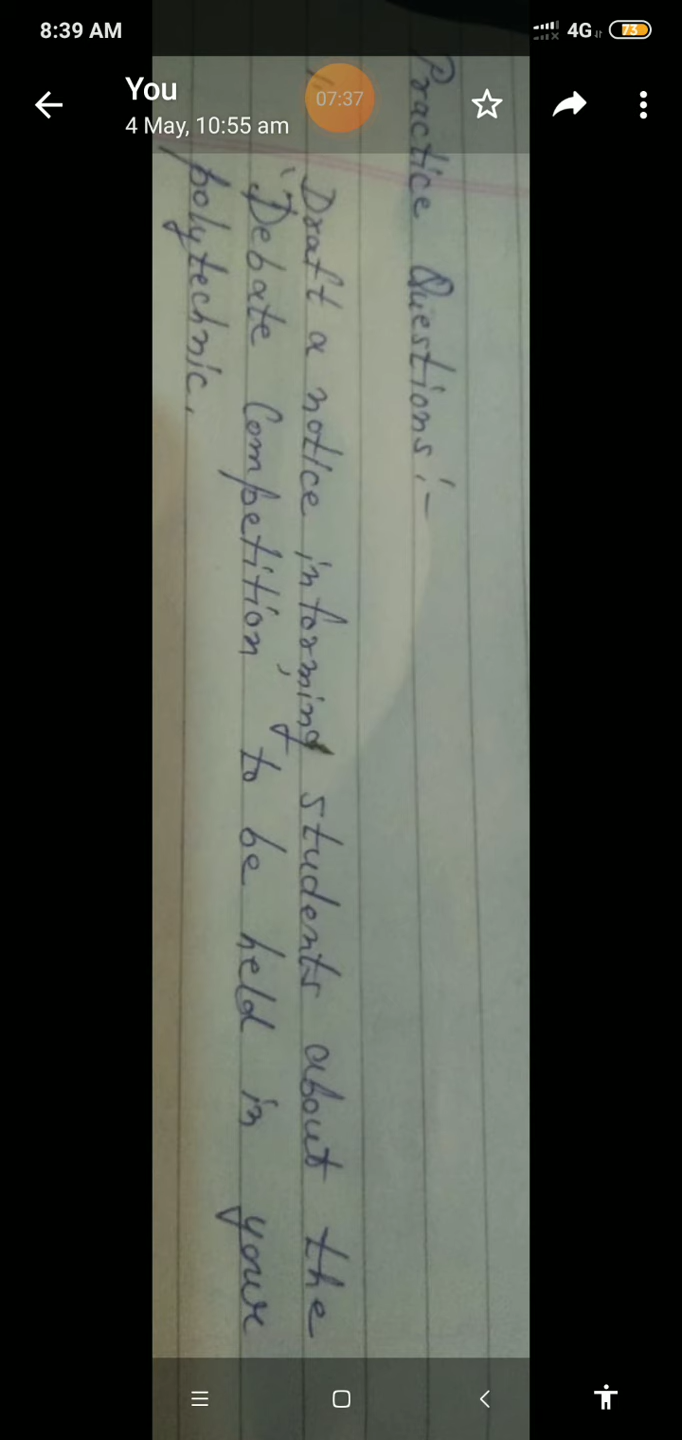 8:39 AM
4G 73
You
07:37
4 May, 10:55 am
Practice Questions:-
Draft a notice informing students about the
"Debate Competition" to be held in your
polytechnic.